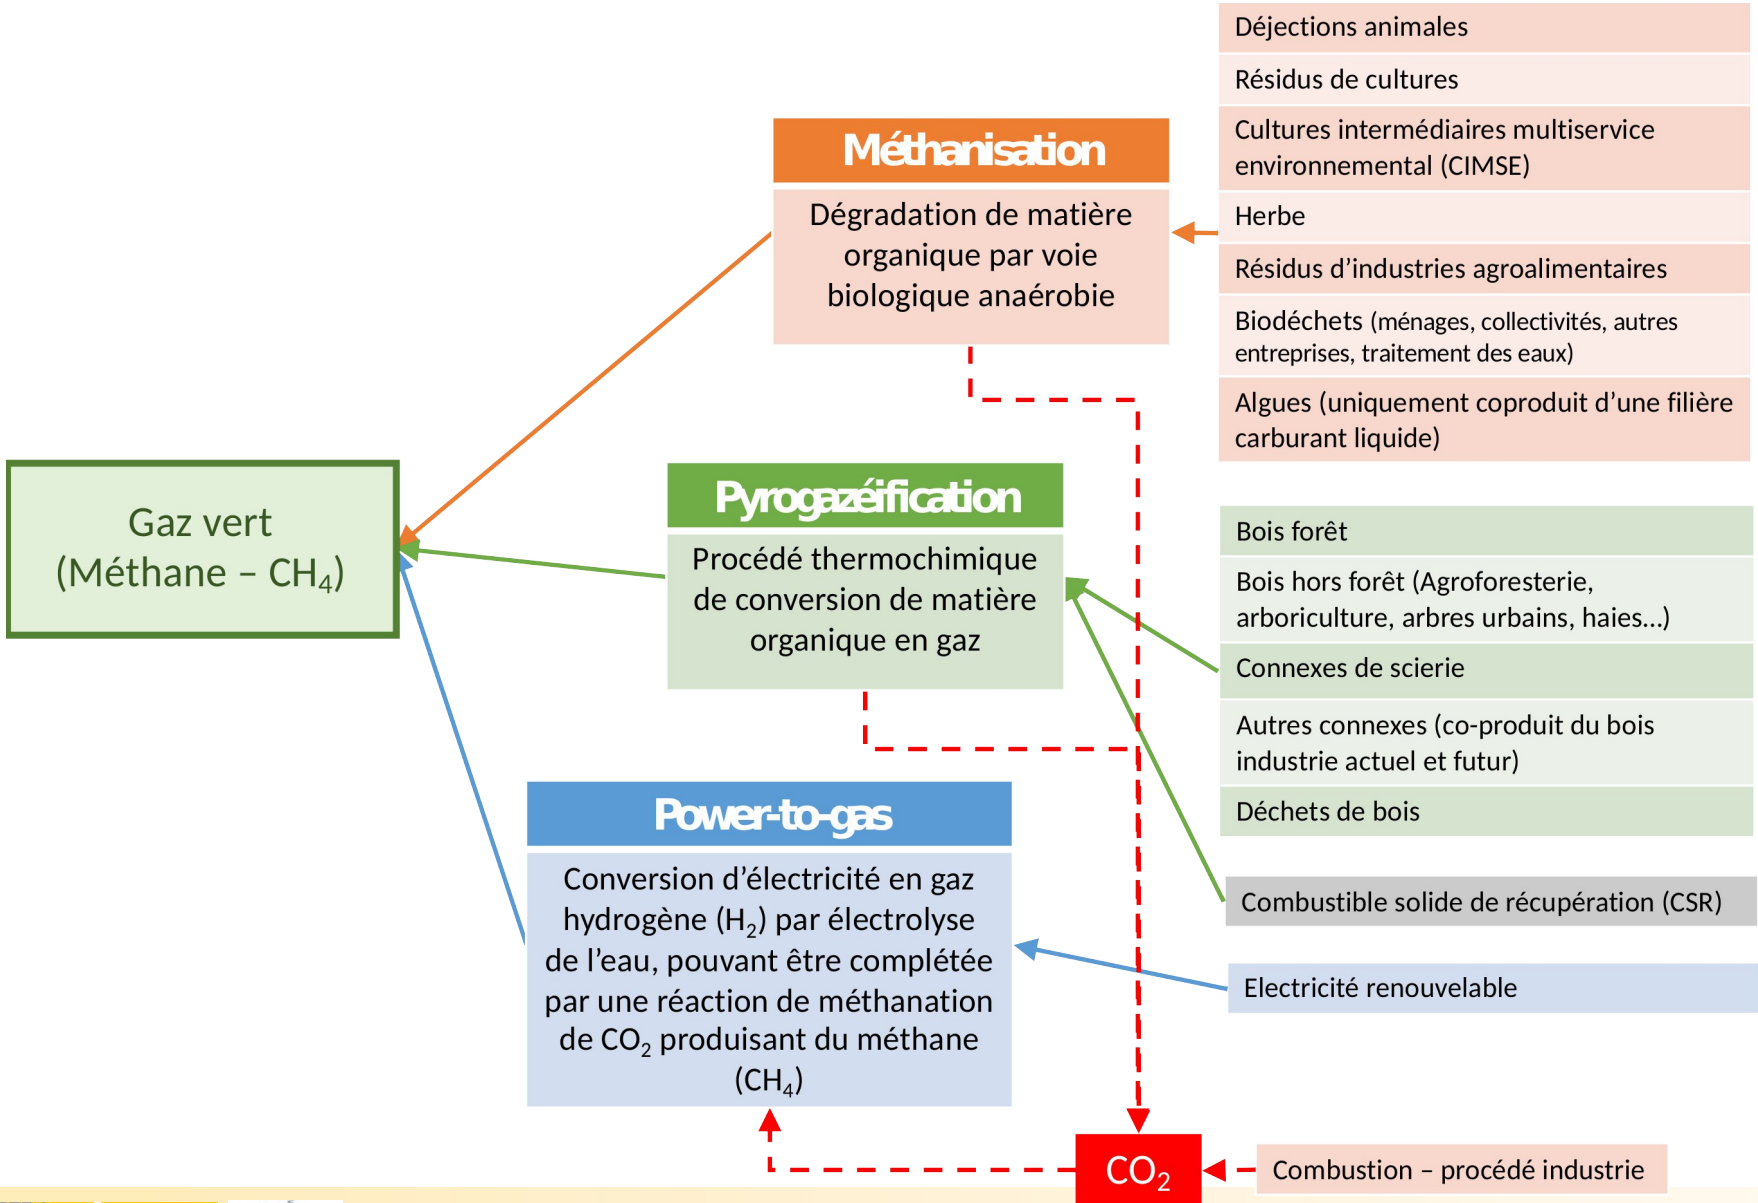 Déjections animales
Résidus de cultures
Cultures intermédiaires multiservice
environnemental (CIMSE)
Herbe
Résidus d’industries agroalimentaires
Biodéchets (ménages, collectivités, autres
entreprises, traitement des eaux)
Algues (uniquement coproduit d’une filière
carburant liquide)
Méthanisation
Dégradation de matière
organique par voie
biologique anaérobie
Gaz vert
(Méthane – CH₄)
Pyrogazéification
Procédé thermochimique
de conversion de matière
organique en gaz
Bois forêt
Bois hors forêt (Agroforesterie,
arboriculture, arbres urbains, haies…)
Connexes de scierie
Autres connexes (co-produit du bois
industrie actuel et futur)
Déchets de bois
Combustible solide de récupération (CSR)
Power-to-gas
Conversion d’électricité en gaz
hydrogène (H₂) par électrolyse
de l’eau, pouvant être complétée
par une réaction de méthanation
de CO₂ produisant du méthane
(CH₄)
Electricité renouvelable
CO₂
Combustion – procédé industrie